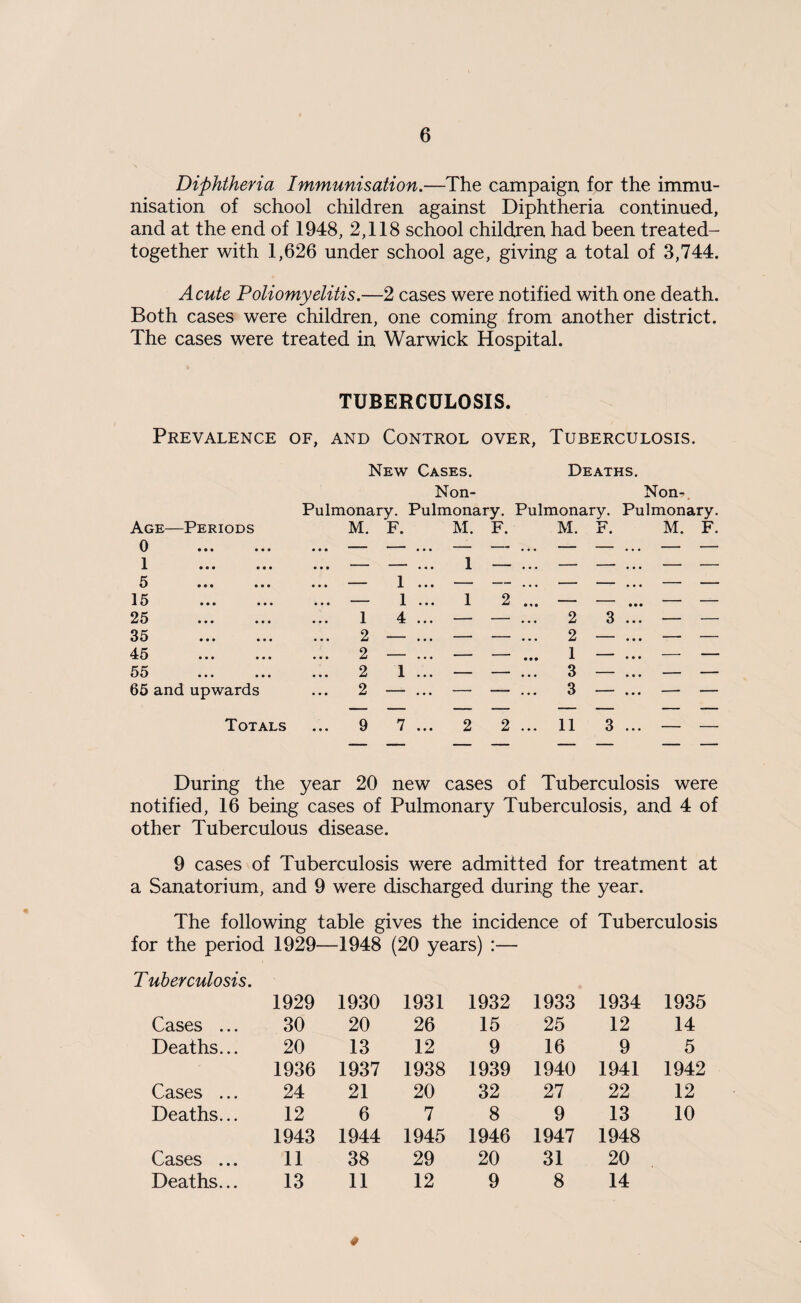 6
Diphtheria Immunisation.—The campaign for the immu-
nisation of school children against Diphtheria continued,
and at the end of 1948, 2,118 school children had been treated—
together with 1,626 under school age, giving a total of 3,744.
Acute Poliomyelitis.—2 cases were notified with one death.
Both cases were children, one coming from another district.
The cases were treated in Warwick Hospital.
TUBERCULOSIS.
Prevalence of, and Control over, Tuberculosis.
New Cases. Deaths.
Non- Non-
Pulmonary. Pulmonary. Pulmonary. Pulmonary.
Age—Periods M. F. M. F. M. F. M. F.
0 ... ... ... — — ... — — ... — — ... — —
1 ... ... ... — — ... 1 — ... — — ... — —
5 ... ... ... — 1 ... — — ... — — ... — —
15 ... ... ... — 1 ... 1 2 ... — — ... — —
25 ... ... ... 1 4 ... — — ... 2 3 ... — —
35 ... ... ... 2 — ... — — ... 2 — ... — —
45 ... ... ... 2 — ... — — ... 1 — ... — —
55 ... ... ... 2 1 ... — — ... 3 — ... — —
65 and upwards ... 2 — ... — — ... 3 — ... — —
Totals ... 9 7 ... 2 2 ... 11 3 ... — —
During the year 20 new cases of Tuberculosis were
notified, 16 being cases of Pulmonary Tuberculosis, and 4 of
other Tuberculous disease.
9 cases of Tuberculosis were admitted for treatment at
a Sanatorium, and 9 were discharged during the year.
The following table gives the incidence of Tuberculosis
for the period 1929—1948 (20 years) :—
Tuberculosis.
1929 1930 1931 1932 1933 1934 1935
Cases ... 30 20 26 15 25 12 14
Deaths... 20 13 12 9 16 9 5
1936 1937 1938 1939 1940 1941 1942
Cases ... 24 21 20 32 27 22 12
Deaths... 12 6 7 8 9 13 10
1943 1944 1945 1946 1947 1948
Cases ... 11 38 29 20 31 20
Deaths... 13 11 12 9 8 14